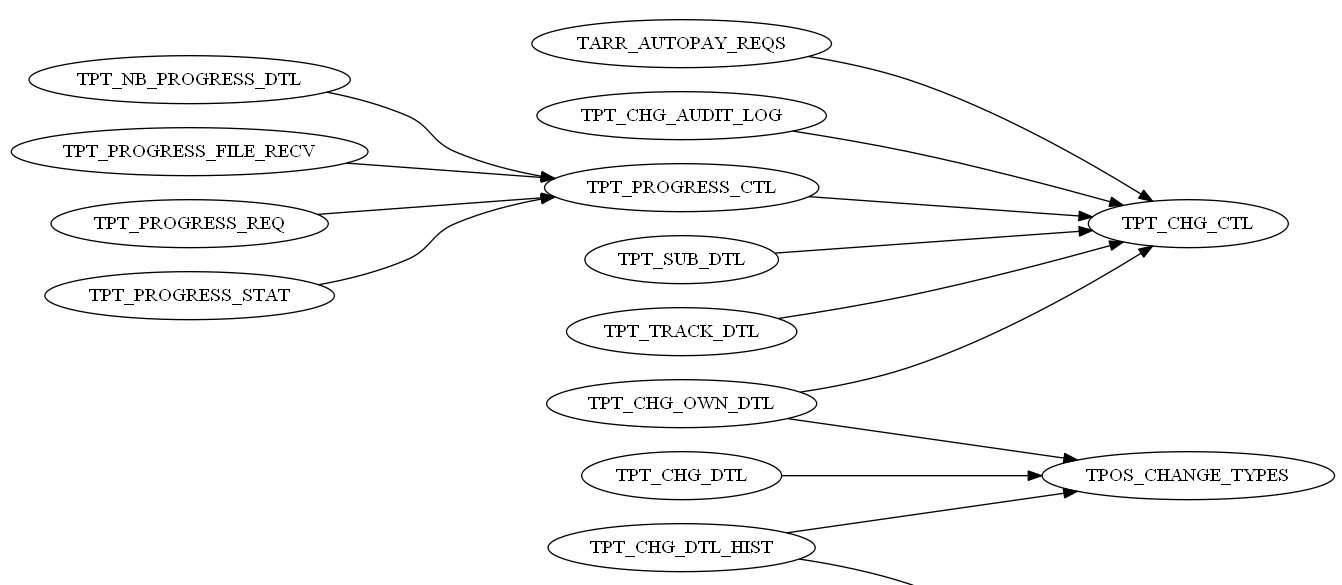 TARR_AUTOPAY_REQS
TPT_NB_PROGRESS_DTL
TPT_CHG_AUDIT_LOG
TPT_PROGRESS_FILE_RECV
TPT_PROGRESS_CTL
TPT_PROGRESS_REQ
TPT_CHG_CTL
TPT_SUB_DTL
TPT_PROGRESS_STAT
TPT_TRACK_DTL
TPT_CHG_OWN_DTL
TPT_CHG_DTL
TPOS_CHANGE_TYPES
TPT_CHG_DTL_HIST